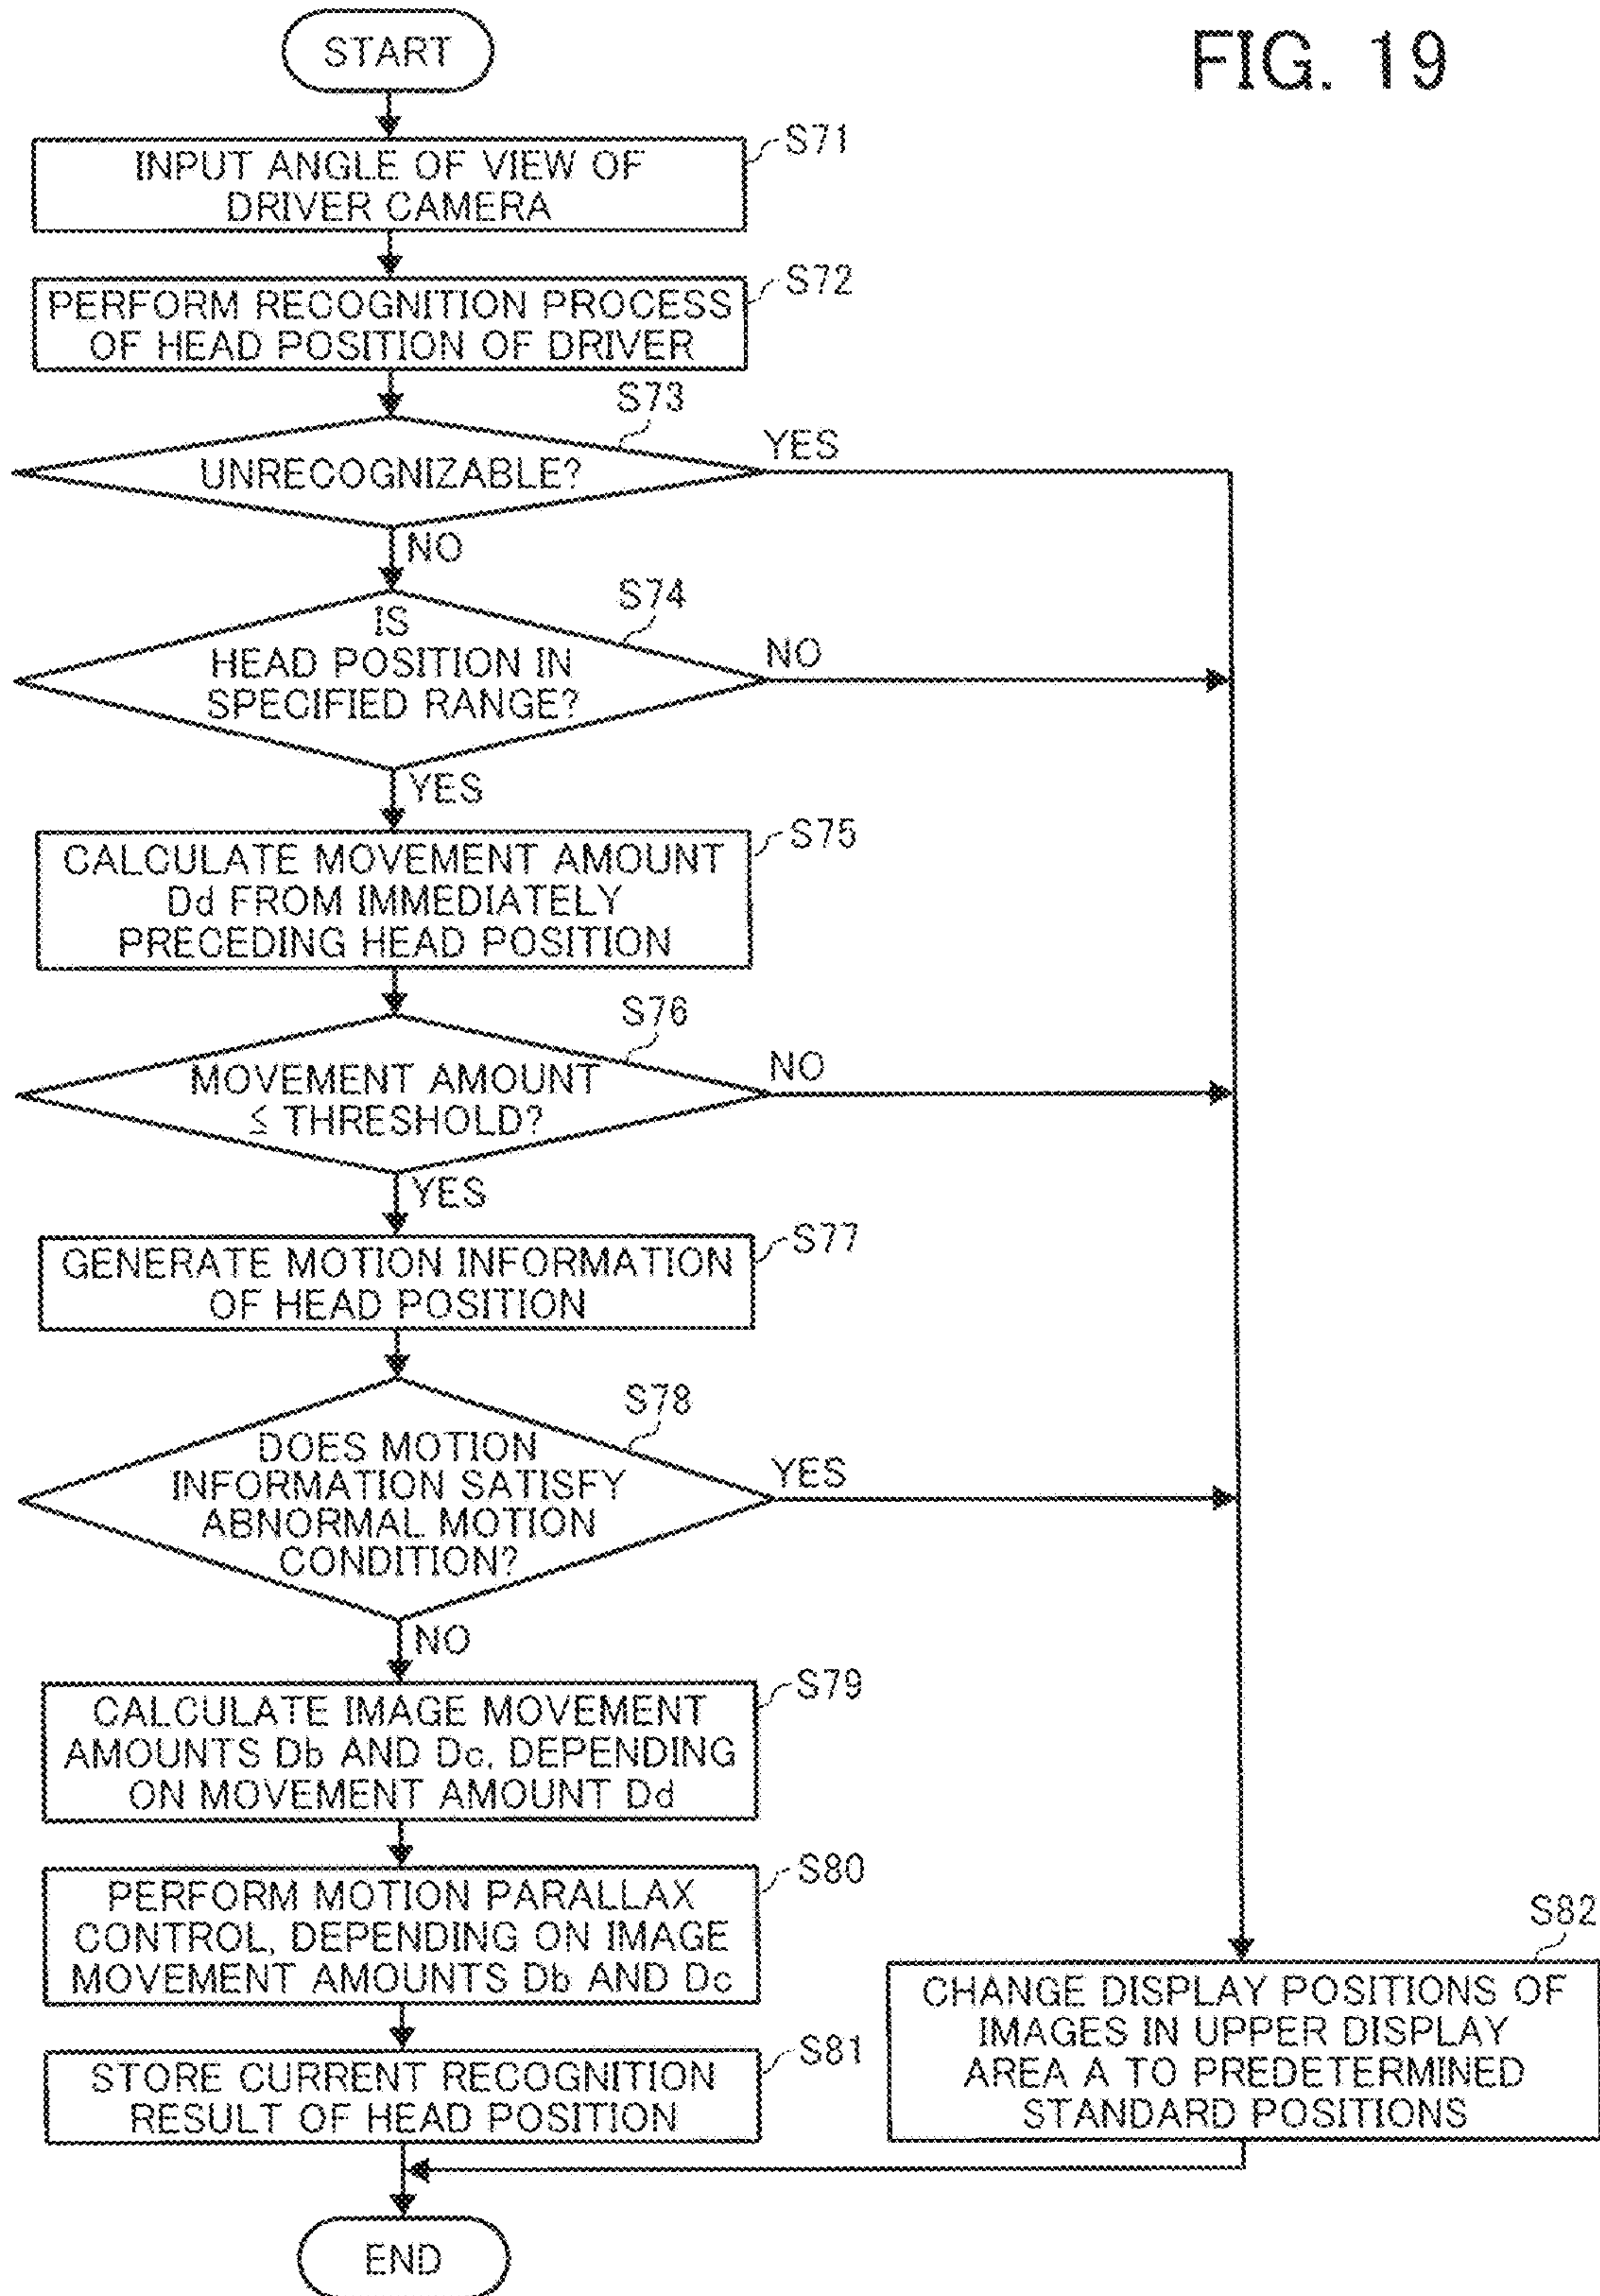 FIG. 19
START
S71
INPUT ANGLE OF VIEW OF
DRIVER CAMERA
S72
PERFORM RECOGNITION PROCESS
OF HEAD POSITION OF DRIVER
S73
UNRECOGNIZABLE?
YES
NO
S74
IS
HEAD POSITION IN
SPECIFIED RANGE?
NO
YES
S75
CALCULATE MOVEMENT AMOUNT
Dd FROM IMMEDIATELY
PRECEDING HEAD POSITION
S76
MOVEMENT AMOUNT
≦ THRESHOLD?
NO
YES
S77
GENERATE MOTION INFORMATION
OF HEAD POSITION
S78
DOES MOTION
INFORMATION SATISFY
ABNORMAL MOTION
CONDITION?
YES
NO
S79
CALCULATE IMAGE MOVEMENT
AMOUNTS Db AND Dc, DEPENDING
ON MOVEMENT AMOUNT Dd
S80
PERFORM MOTION PARALLAX
CONTROL, DEPENDING ON IMAGE
MOVEMENT AMOUNTS Db AND Dc
S81
STORE CURRENT RECOGNITION
RESULT OF HEAD POSITION
S82
CHANGE DISPLAY POSITIONS OF
IMAGES IN UPPER DISPLAY
AREA A TO PREDETERMINED
STANDARD POSITIONS
END